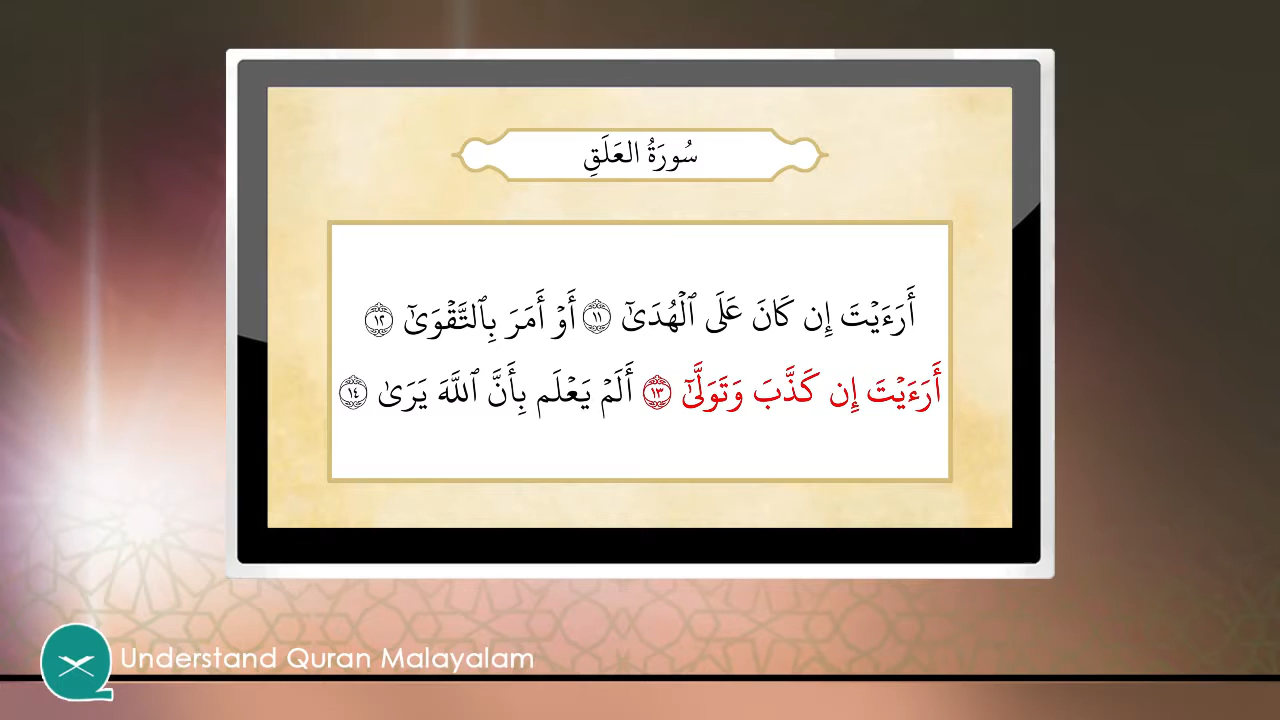 سُورَةُ العَلَقِ
أَرَءَيۡتَ إِن كَانَ عَلَى ٱلۡهُدَىٰٓ ١١ أَوۡ أَمَرَ بِٱلتَّقۡوَىٰٓ ١٢
أَرَءَيۡتَ إِن كَذَّبَ وَتَوَلَّىٰٓ ١٣ أَلَمۡ يَعۡلَم بِأَنَّ ٱللَّهَ يَرَىٰ ١٤
Understand Quran Malayalam